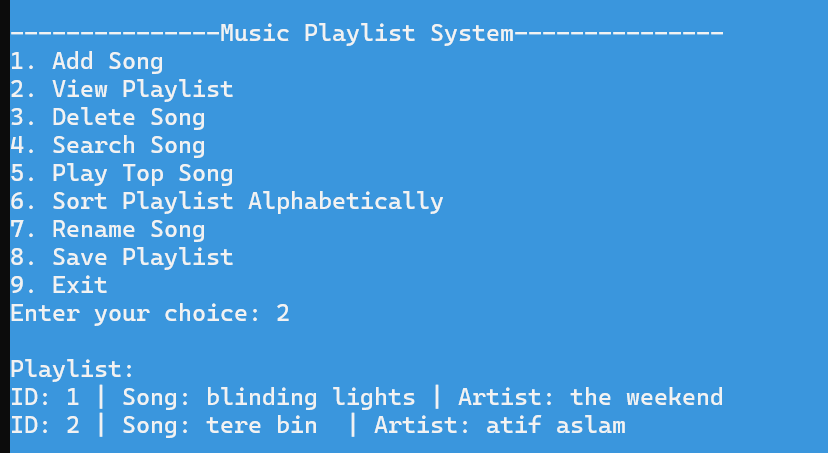 ---------------Music Playlist System---------------
1. Add Song
2. View Playlist
3. Delete Song
4. Search Song
5. Play Top Song
6. Sort Playlist Alphabetically
7. Rename Song
8. Save Playlist
9. Exit
Enter your choice: 2
Playlist:
ID: 1 | Song: blinding lights | Artist: the weekend
ID: 2 | Song: tere bin  | Artist: atif aslam